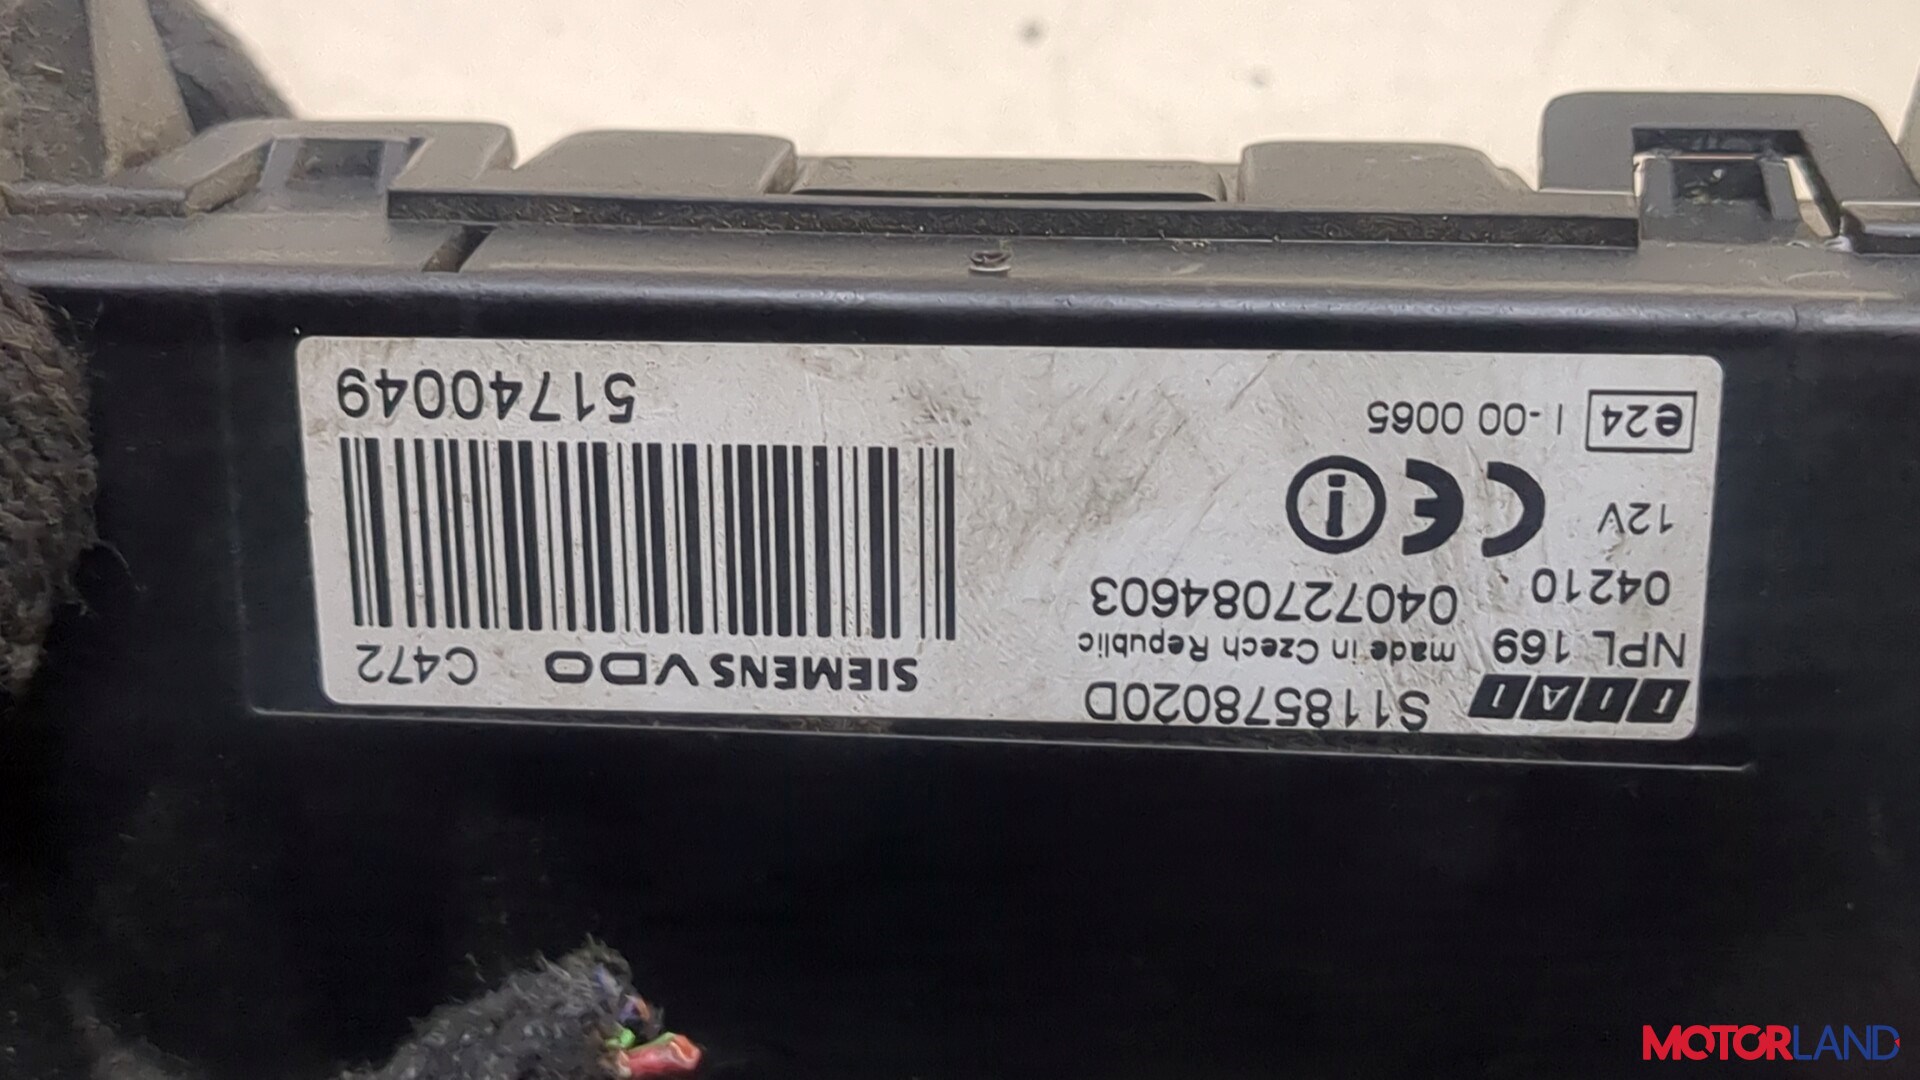 FIAT S118578020D SIEMENS VDO C472
NPL 169 made in Czech Republic
04210 040727084603
12V CE
e24 I-00 0065 51740049
MOTORLAND